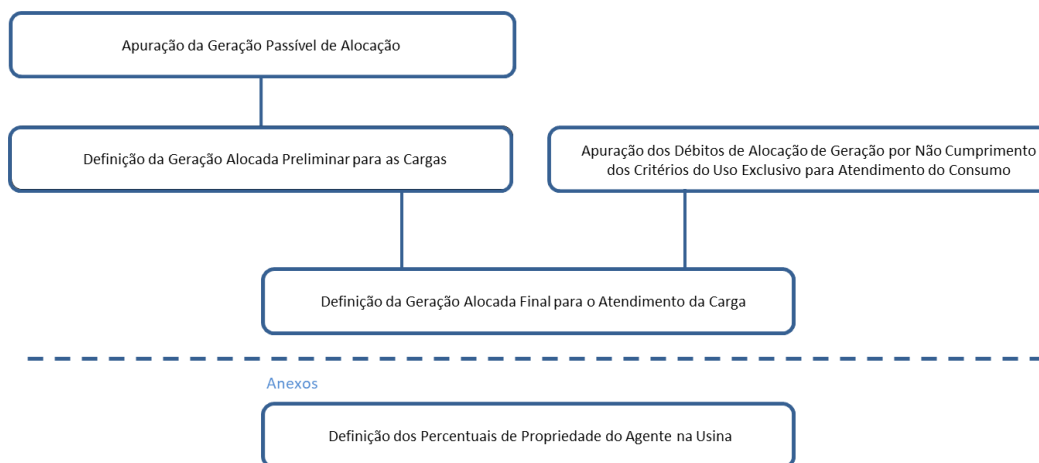 Apuração da Geração Passível de Alocação
Definição da Geração Alocada Preliminar para as Cargas
Apuração dos Débitos de Alocação de Geração por Não Cumprimento
dos Critérios do Uso Exclusivo para Atendimento do Consumo
Definição da Geração Alocada Final para o Atendimento da Carga
Anexos
Definição dos Percentuais de Propriedade do Agente na Usina